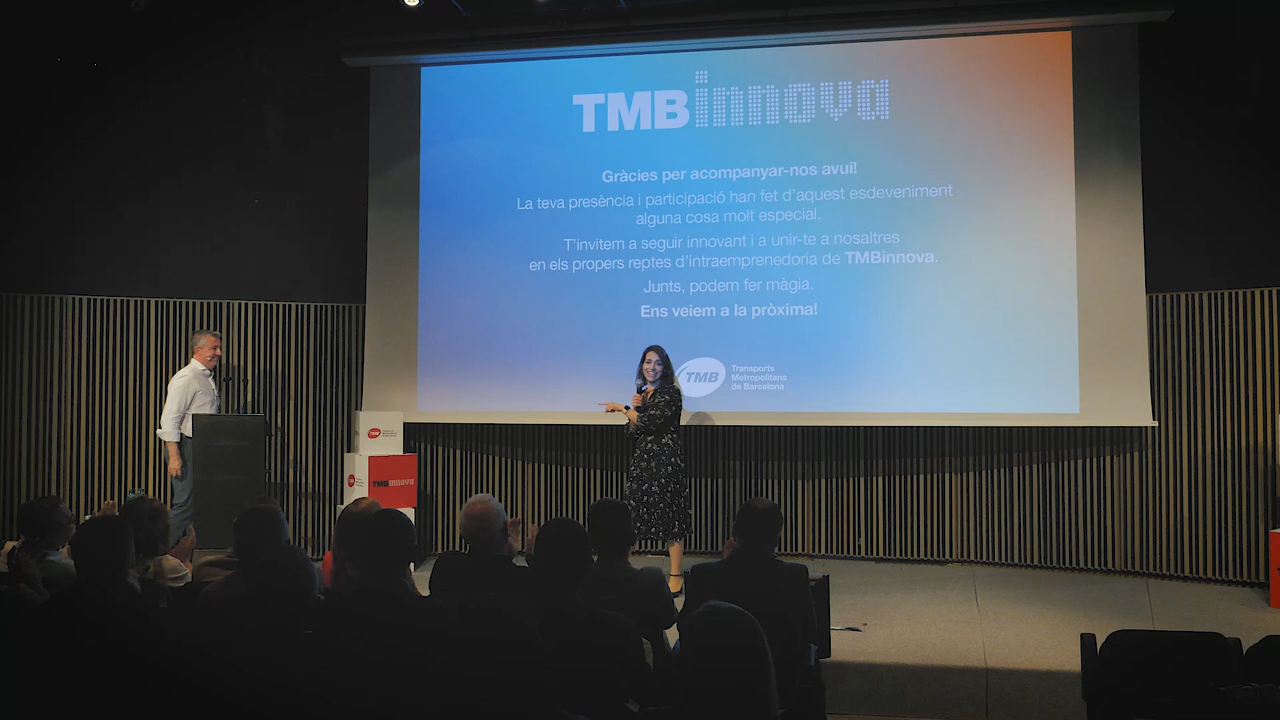 TMBinnova
Gràcies per acompanyar-nos avui!
La teva presència i participació han fet d'aquest esdeveniment
alguna cosa molt especial.
T'invitem a seguir innovant i a unir-te a nosaltres
en els propers reptes d'intraemprenedoria de TMBinnova.
Junts, podem fer màgia.
Ens veiem a la pròxima!
TMB
Transports
Metropolitans
de Barcelona
TMB
TMBinnova